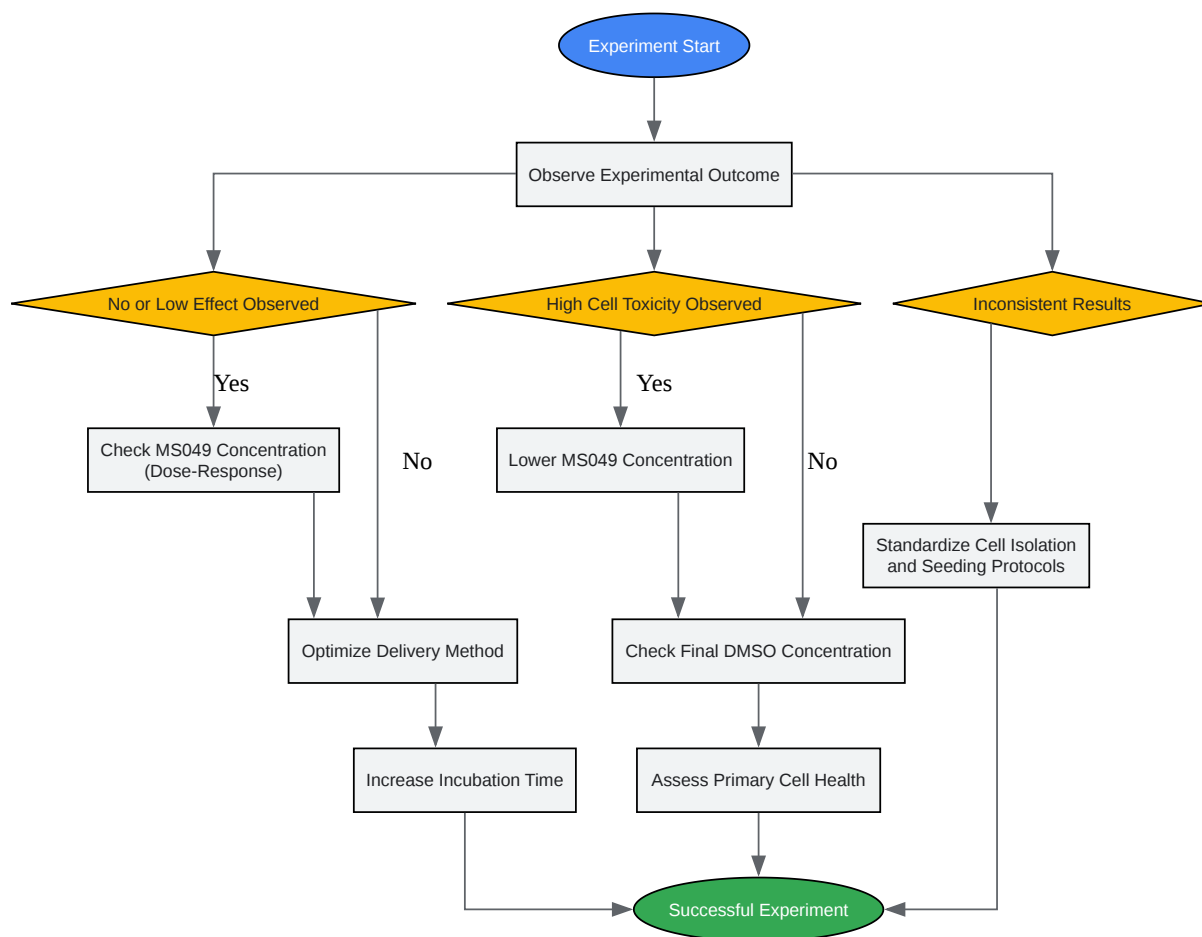 Experiment Start
Observe Experimental Outcome
No or Low Effect Observed
High Cell Toxicity Observed
Inconsistent Results
Yes
Yes
Check MS049 Concentration
(Dose-Response)
No
Lower MS049 Concentration
No
Standardize Cell Isolation
and Seeding Protocols
Optimize Delivery Method
Check Final DMSO Concentration
Increase Incubation Time
Assess Primary Cell Health
Successful Experiment